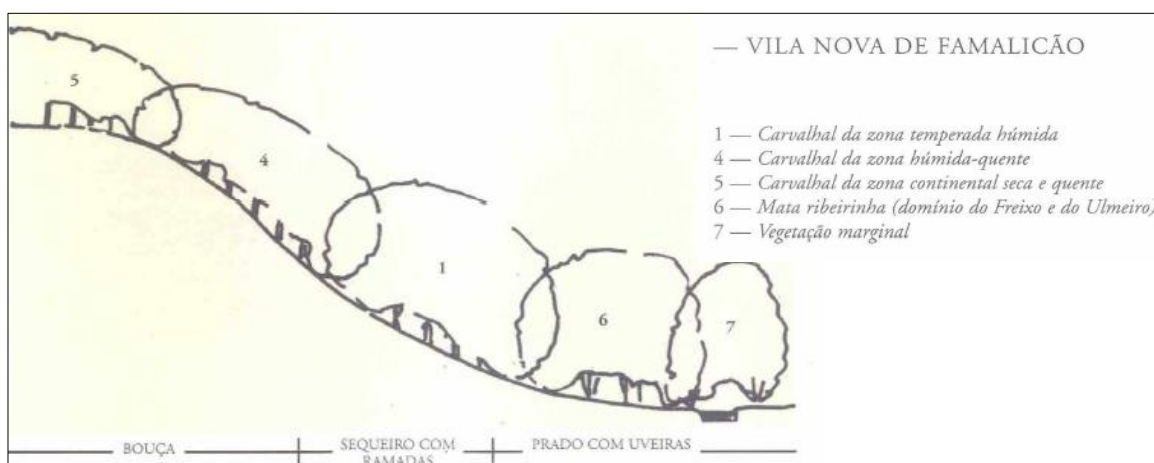 — VILA NOVA DE FAMALICÃO
1 — Carvalhal da zona temperada húmida
4 — Carvalhal da zona húmida-quente
5 — Carvalhal da zona continental seca e quente
6 — Mata ribeirinha (domínio do Freixo e do Ulmeiro)
7 — Vegetação marginal
5
4
1
6
7
BOUÇA
SEQUEIRO COM
RAMADAS
PRADO COM UVEIRAS